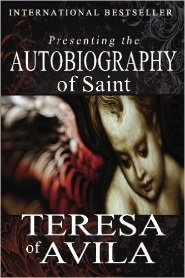 INTERNATIONAL BESTSELLER
Presenting the
AUTOBIOGRAPHY
of Saint
TERESA
of AVILA